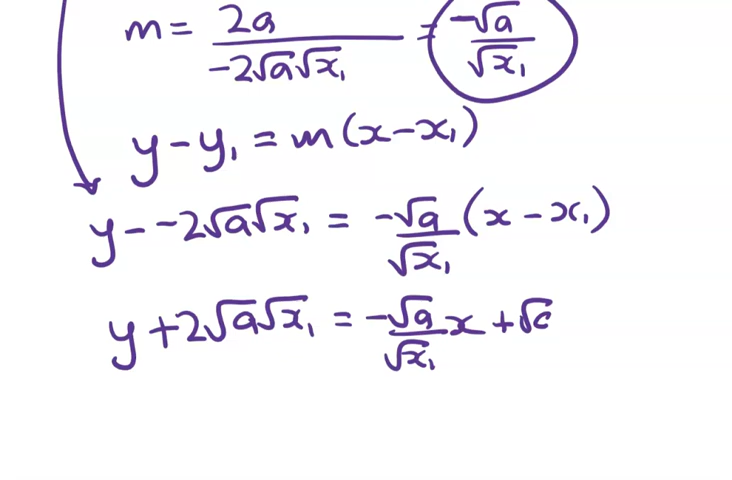 m = 2a / -2√a√x₁ = -√a / √x₁
y - y₁ = m(x - x₁)
y - -2√a√x₁ = -√a / √x₁ (x - x₁)
y + 2√a√x₁ = -√a / √x₁ x + √c